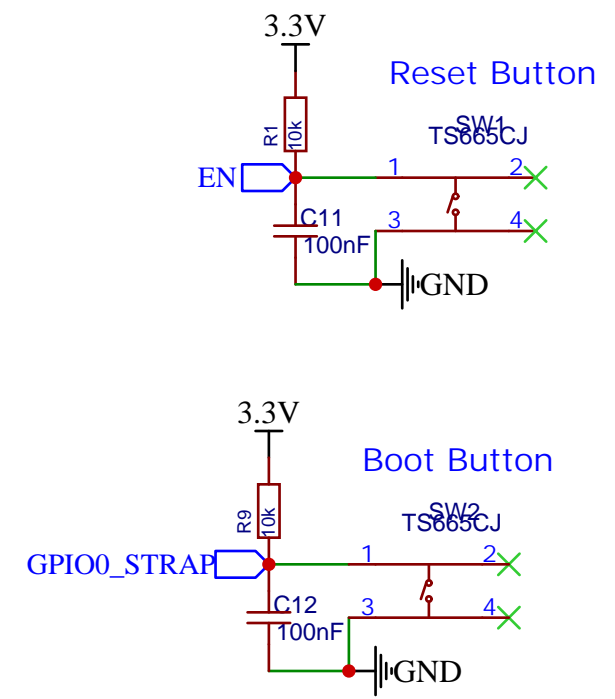 3.3V
Reset Button
R1
10k
SW1
TS665CJ
EN
1
2
C11
100nF
3
4
GND
3.3V
Boot Button
R9
10k
SW2
TS665CJ
GPIO0_STRAP
1
2
C12
100nF
3
4
GND